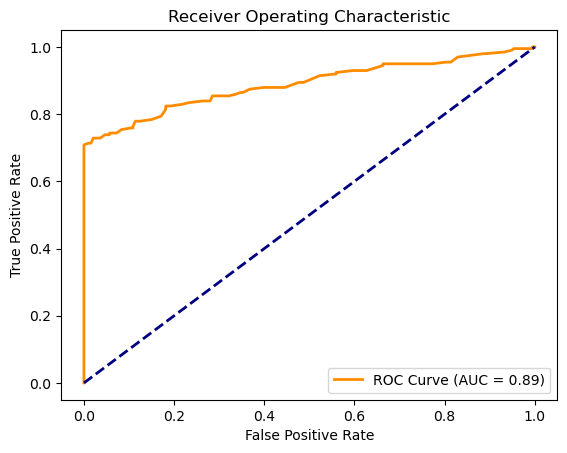 Receiver Operating Characteristic
True Positive Rate
1.0
0.8
0.6
0.4
0.2
0.0
ROC Curve (AUC = 0.89)
0.0 0.2 0.4 0.6 0.8 1.0
False Positive Rate